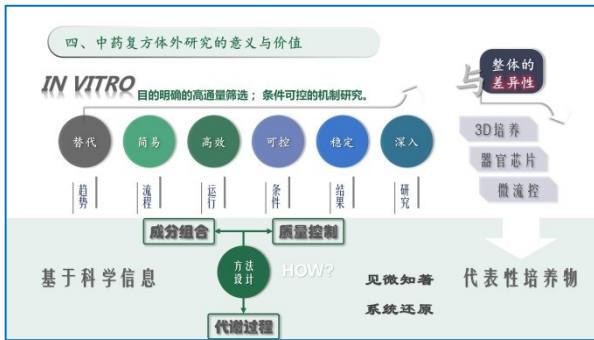 四、中药复方体外研究的意义与价值
IN VITRO
目的明确的高通量筛选；条件可控的机制研究。
与
整体的
差异性
替代
简易
高效
可控
稳定
深入
趋势
流程
运行
条件
结果
研究
3D培养
器官芯片
微流控
成分组合
质量控制
方法
设计
HOW?
代谢过程
基于科学信息
见微知著
系统还原
代表性培养物